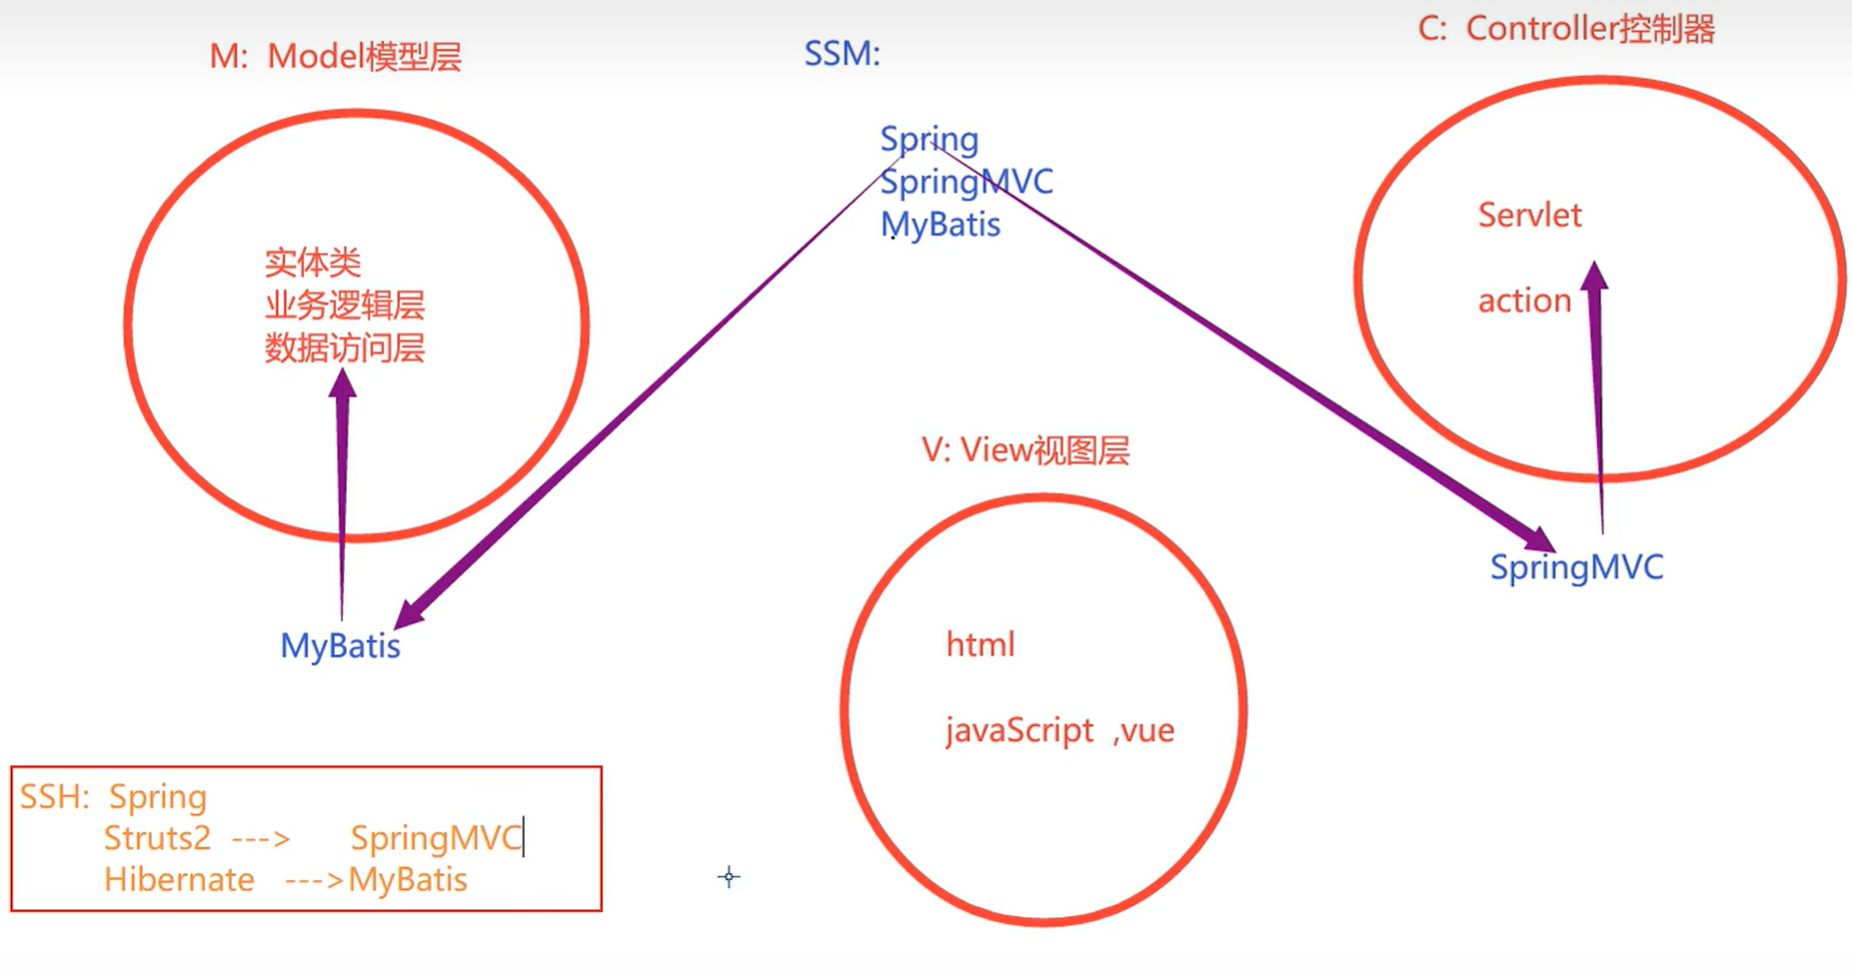 M: Model模型层
实体类
业务逻辑层
数据访问层
MyBatis
SSM:
Spring
SpringMVC
MyBatis
C: Controller控制器
Servlet
action
SpringMVC
V: View视图层
html
javaScript ,vue
SSH: Spring
Struts2 ---> SpringMVC
Hibernate --->MyBatis